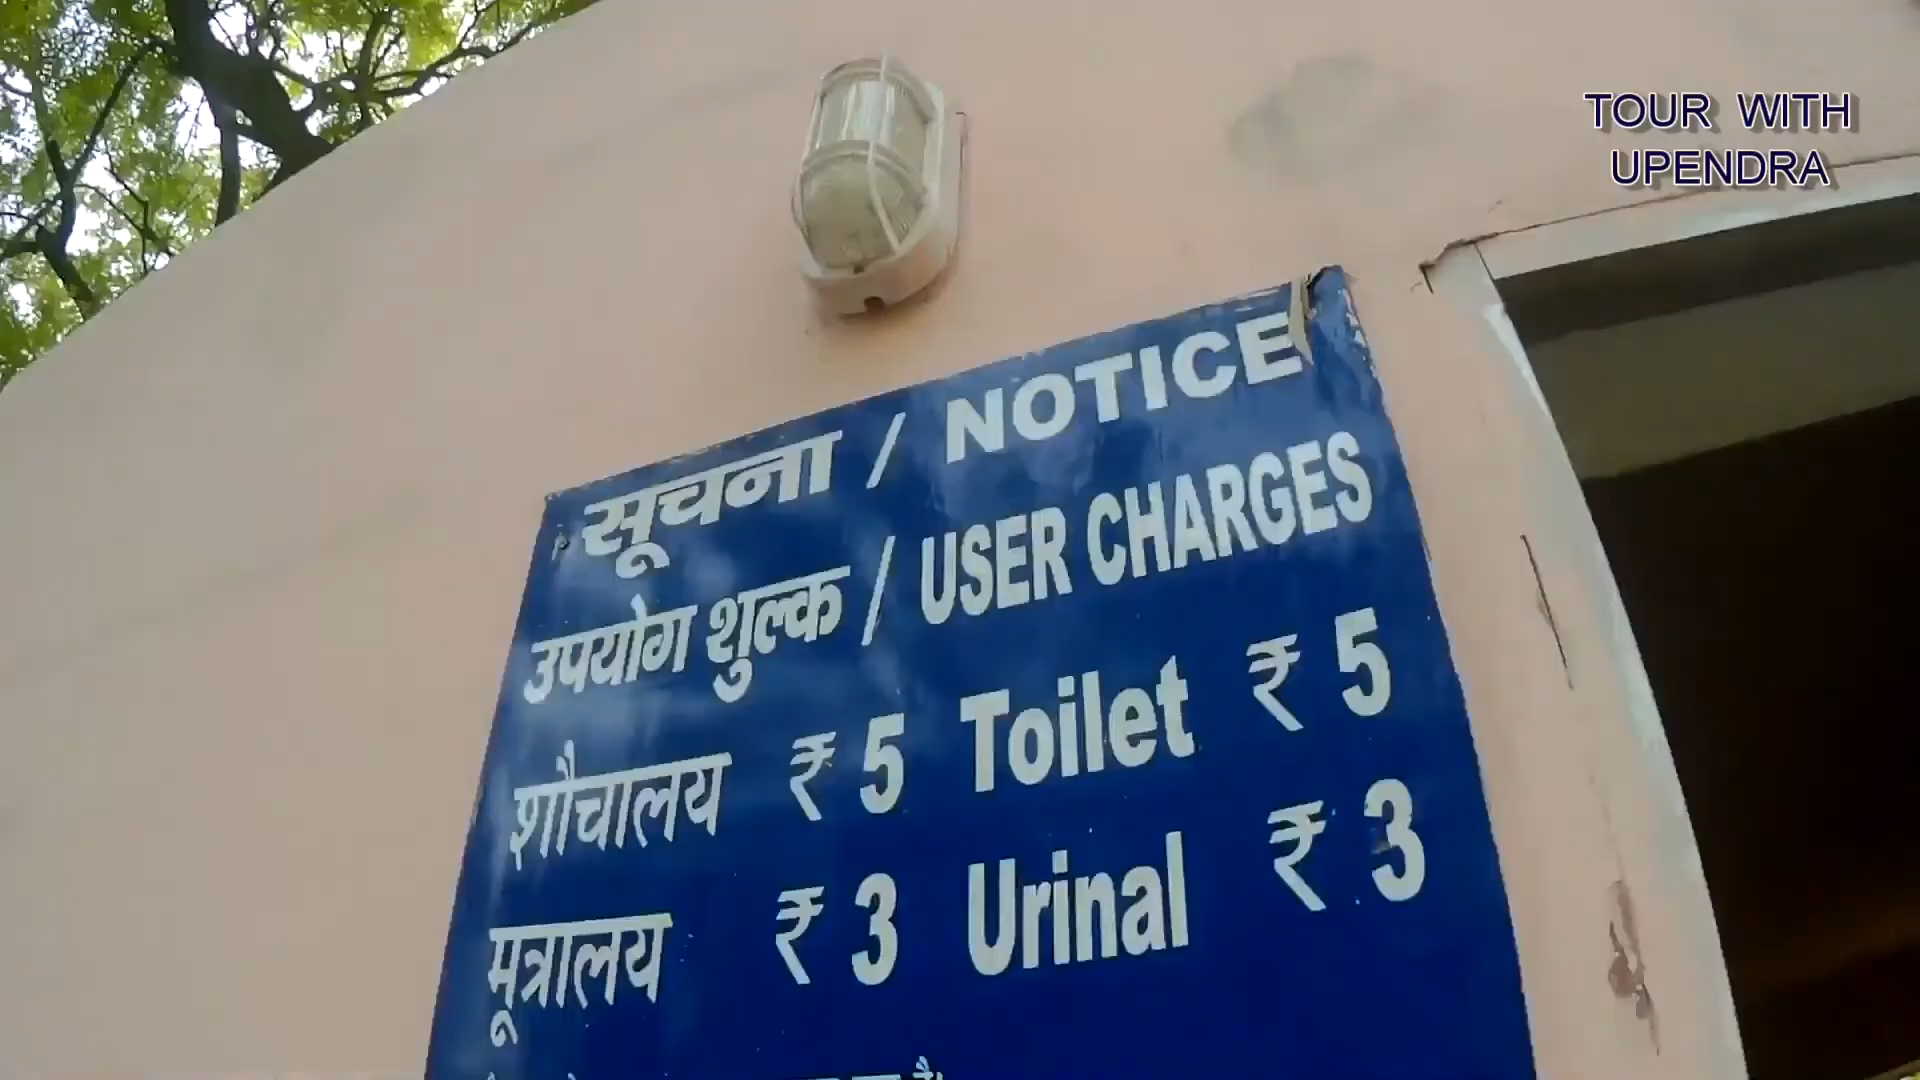 TOUR WITH
UPENDRA
सूचना / NOTICE
उपयोग शुल्क / USER CHARGES
शौचालय ₹ 5 Toilet ₹ 5
मूत्रालय ₹ 3 Urinal ₹ 3